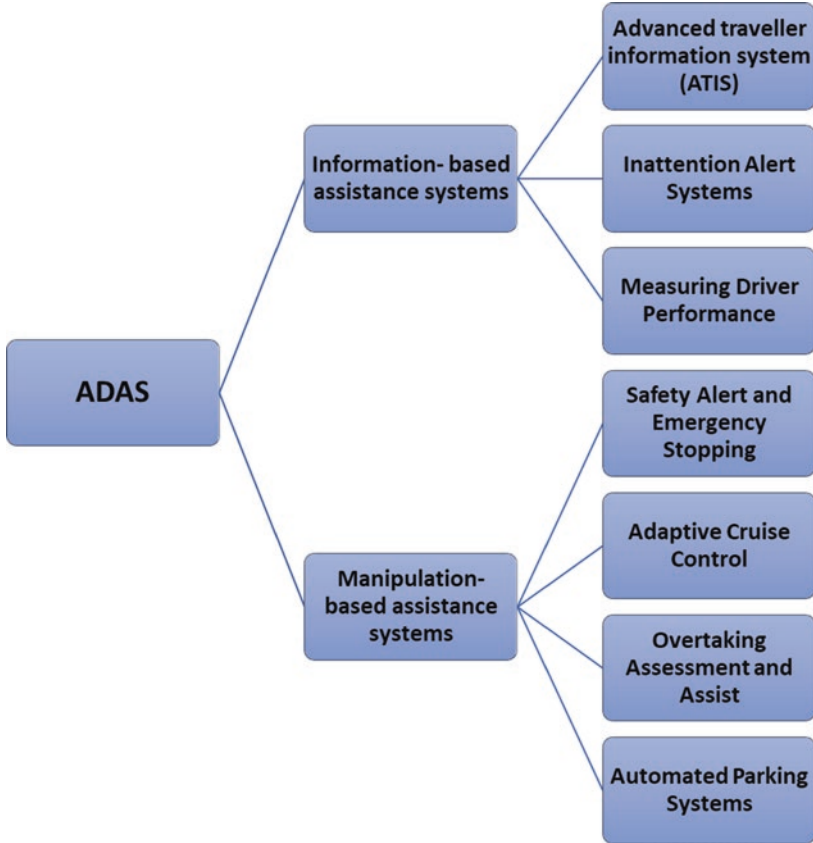 Advanced traveller
information system
(ATIS)
Information- based
assistance systems
Inattention Alert
Systems
Measuring Driver
Performance
ADAS
Safety Alert and
Emergency
Stopping
Manipulation-
based assistance
systems
Adaptive Cruise
Control
Overtaking
Assessment and
Assist
Automated Parking
Systems